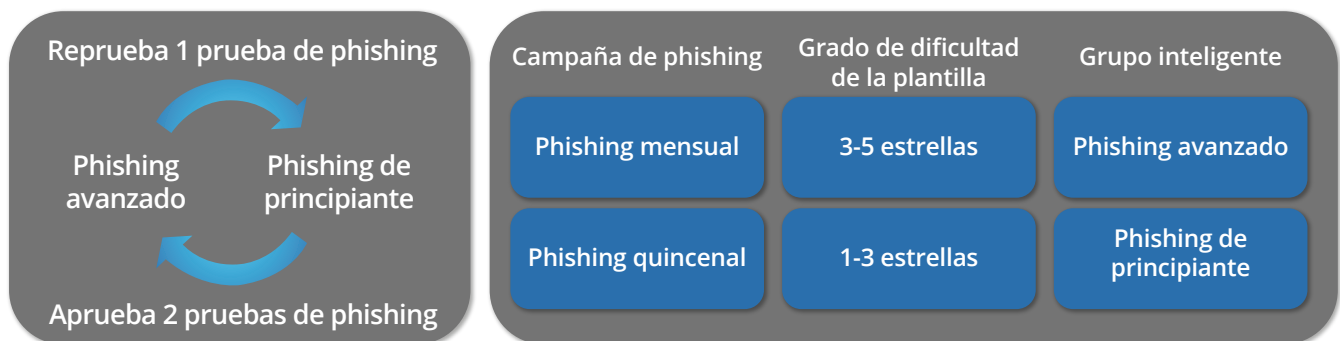 Reprueba 1 prueba de phishing
Phishing
avanzado
Phishing de
principiante
Aprueba 2 pruebas de phishing
Campaña de phishing
Grado de dificultad
de la plantilla
Grupo inteligente
Phishing mensual
3-5 estrellas
Phishing avanzado
Phishing quincenal
1-3 estrellas
Phishing de
principiante